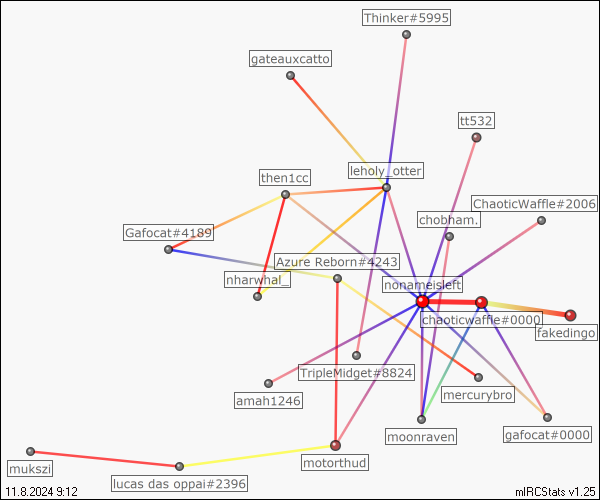 Thinker#5995
gateauxcatto
tt532
then1cc
leholy_otter
ChaoticWaffle#2006
chobham.
Gafocat#4189
Azure Reborn#4243
nharwhal_
nonameisleft
chaoticwaffle#0000
fakedingo
TripleMidget#8824
amah1246
mercurybro
moonraven
gafocat#0000
motorthud
mukszi
lucas das oppai#2396
11.8.2024 9:12
mIRCStats v1.25